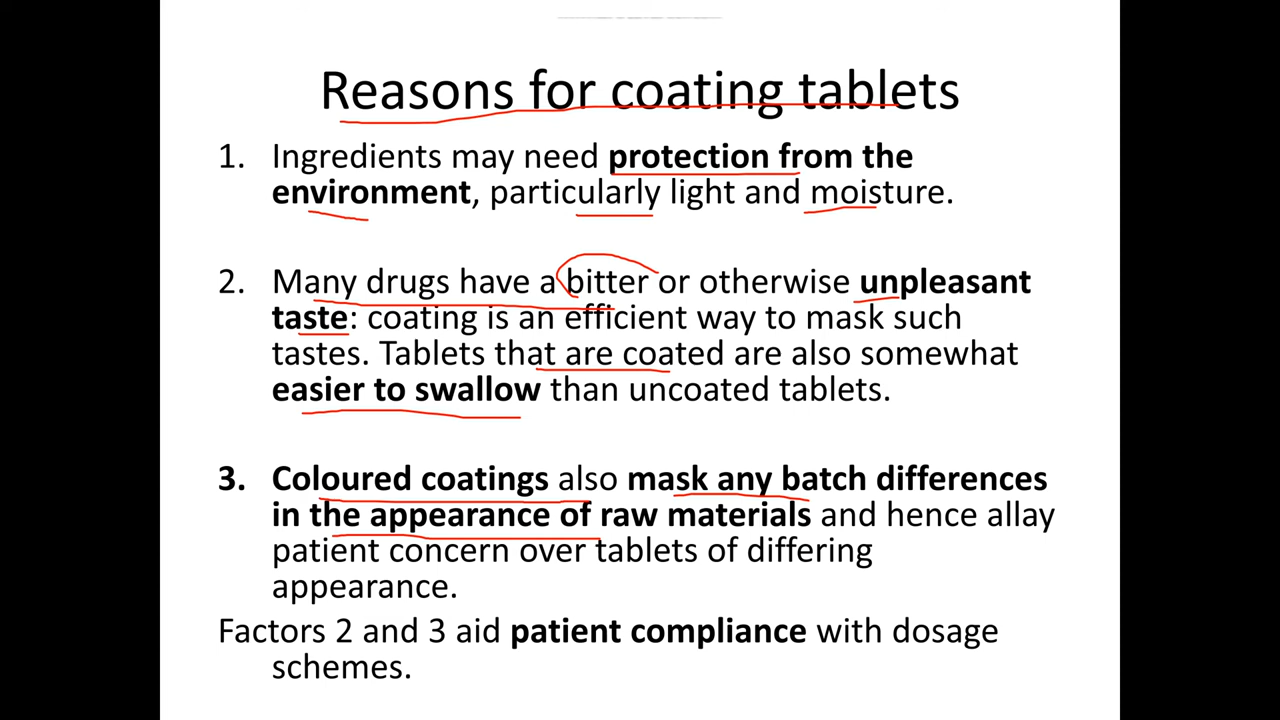 Reasons for coating tablets
1. Ingredients may need protection from the
environment, particularly light and moisture.
2. Many drugs have a bitter or otherwise unpleasant
taste: coating is an efficient way to mask such
tastes. Tablets that are coated are also somewhat
easier to swallow than uncoated tablets.
3. Coloured coatings also mask any batch differences
in the appearance of raw materials and hence allay
patient concern over tablets of differing
appearance.
Factors 2 and 3 aid patient compliance with dosage
schemes.